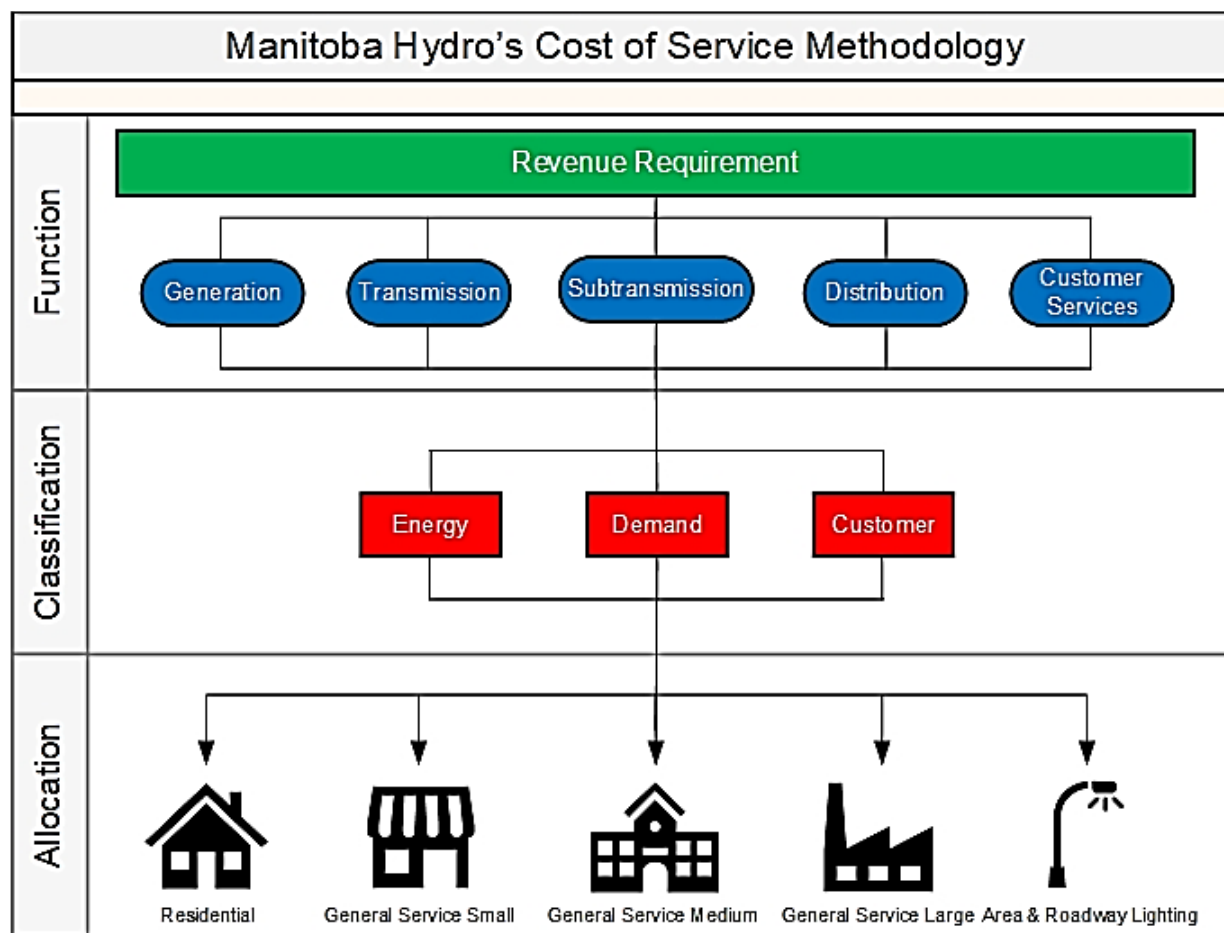 Manitoba Hydro's Cost of Service Methodology
Function
Revenue Requirement
Generation
Transmission
Subtransmission
Distribution
Customer
Services
Classification
Energy
Demand
Customer
Allocation
Residential
General Service Small
General Service Medium
General Service Large
Area & Roadway Lighting